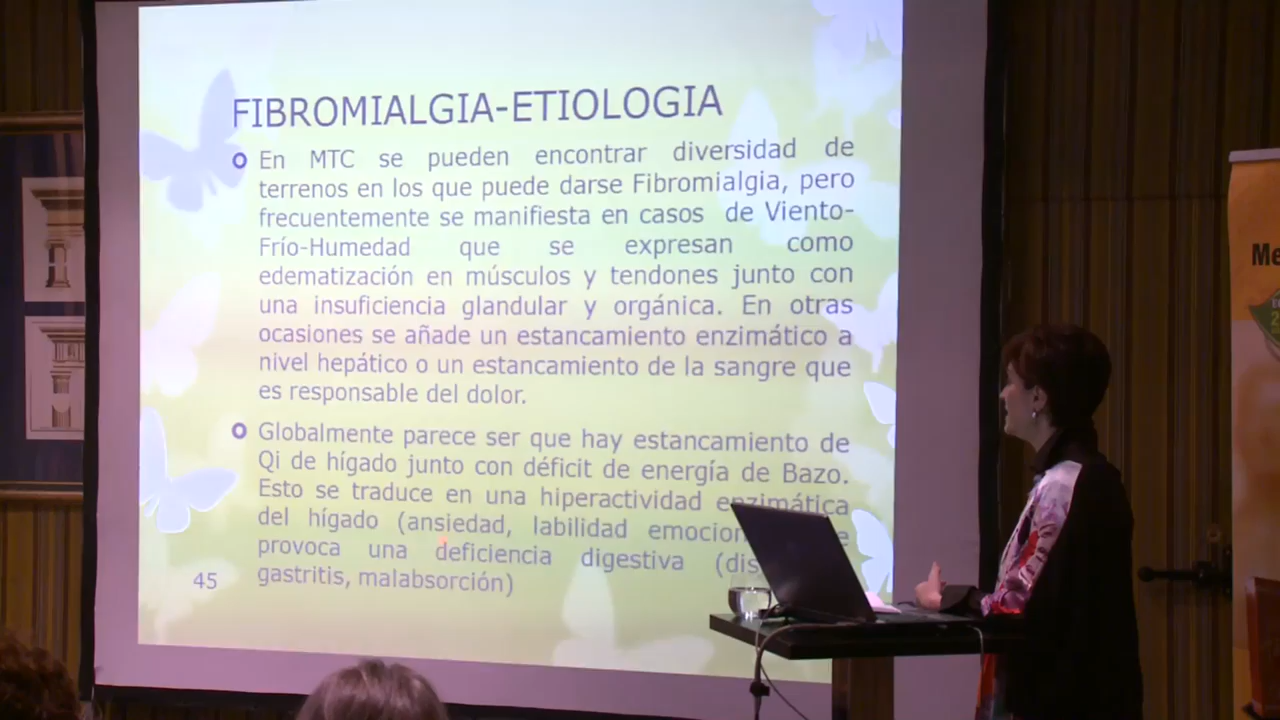 FIBROMIALGIA-ETIOLOGIA
En MTC se pueden encontrar diversidad de
terrenos en los que puede darse Fibromialgia, pero
frecuentemente se manifiesta en casos de Viento-
Frío-Humedad que se expresan como
edematización en músculos y tendones junto con
una insuficiencia glandular y orgánica. En otras
ocasiones se añade un estancamiento enzimático a
nivel hepático o un estancamiento de la sangre que
es responsable del dolor.
Globalmente parece ser que hay estancamiento de
Qi de hígado junto con déficit de energía de Bazo.
Esto se traduce en una hiperactividad enzimática
del hígado (ansiedad, labilidad
provoca una deficiencia digestiva
gastritis, malabsorción)
45